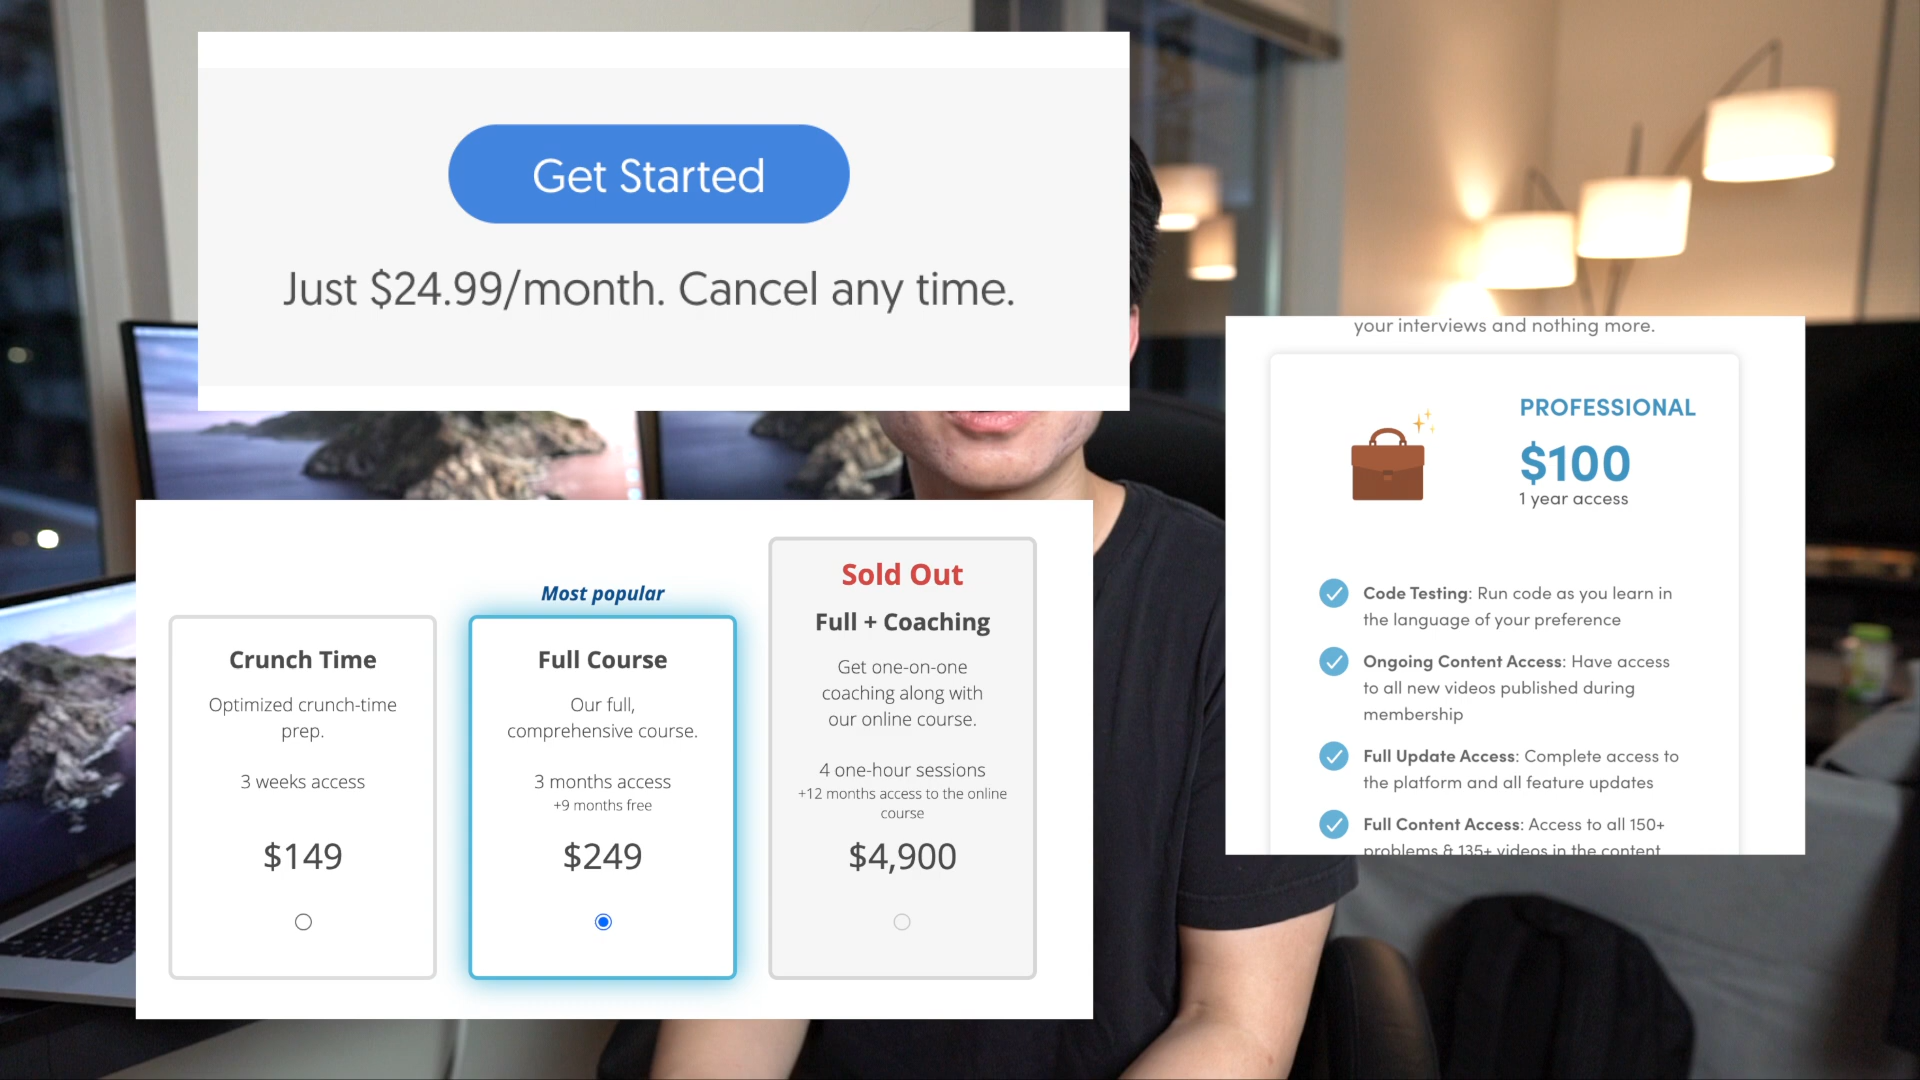 Get Started
Just $24.99/month. Cancel any time.
your interviews and nothing more.
PROFESSIONAL
$100
1 year access
Code Testing: Run code as you learn in
the language of your preference
Ongoing Content Access: Have access
to all new videos published during
membership
Full Update Access: Complete access to
the platform and all feature updates
Full Content Access: Access to all 150+
problems & 135+ videos in the content
Crunch Time
Optimized crunch-time
prep.
3 weeks access
$149
Most popular
Full Course
Our full,
comprehensive course.
3 months access
+9 months free
$249
Sold Out
Full + Coaching
Get one-on-one
coaching along with
our online course.
4 one-hour sessions
+12 months access to the online
course
$4,900